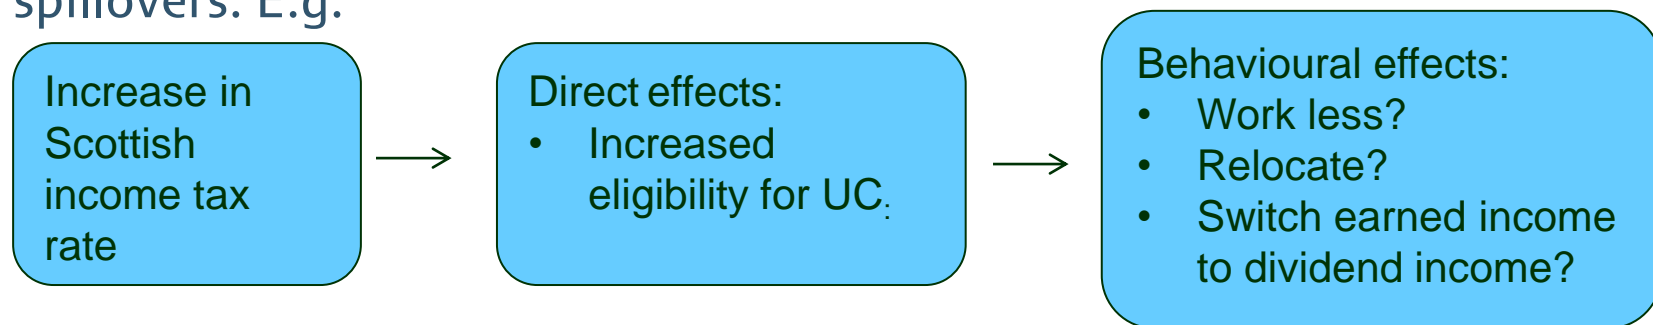 spillovers. E.g.
Increase in
Scottish
income tax
rate
Direct effects:
• Increased
eligibility for UC:
Behavioural effects:
• Work less?
• Relocate?
• Switch earned income
to dividend income?